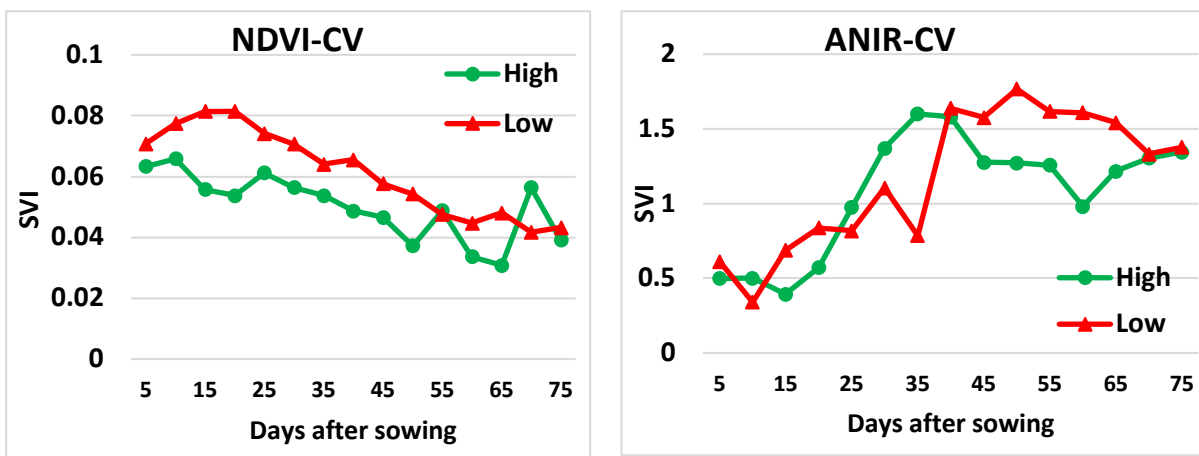 NDVI-CV
0.1
0.08
0.06
0.04
0.02
0
SVI
High
Low
5 15 25 35 45 55 65 75
Days after sowing
ANIR-CV
2
1.5
1
0.5
0
SVI
High
Low
5 15 25 35 45 55 65 75
Days after sowing